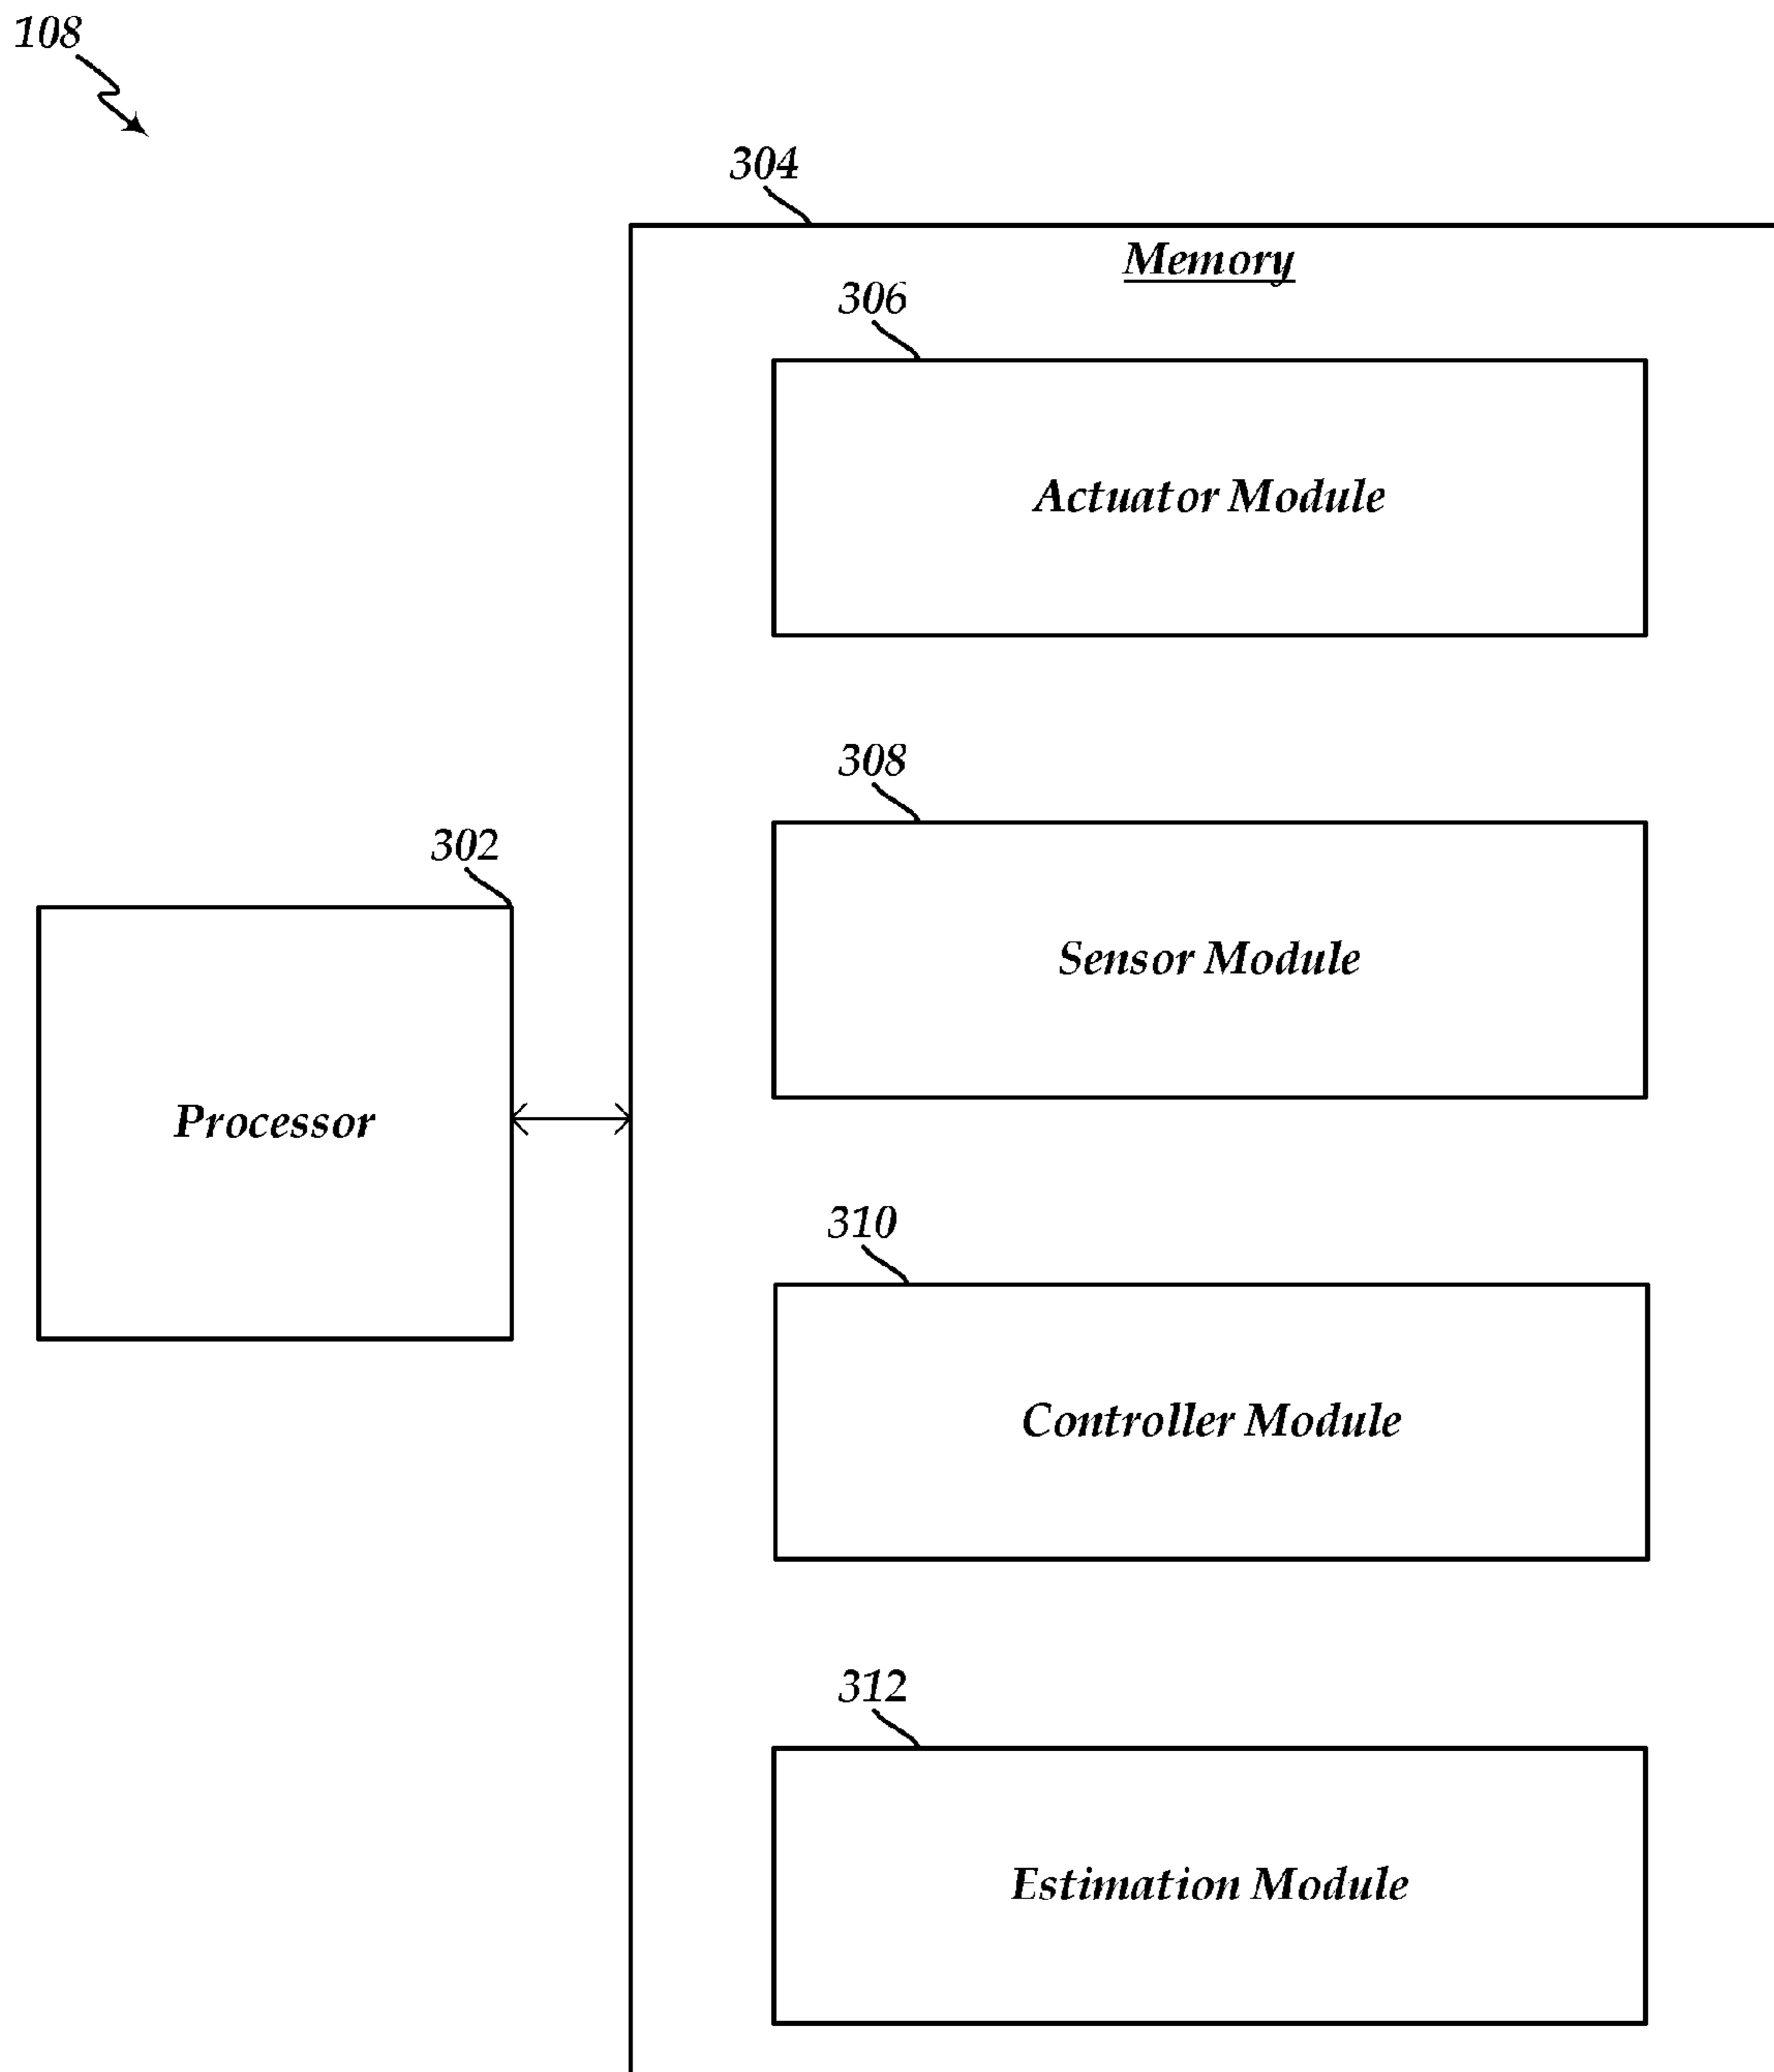 108
304
Memory
306
Actuator Module
308
Sensor Module
302
Processor
310
Controller Module
312
Estimation Module